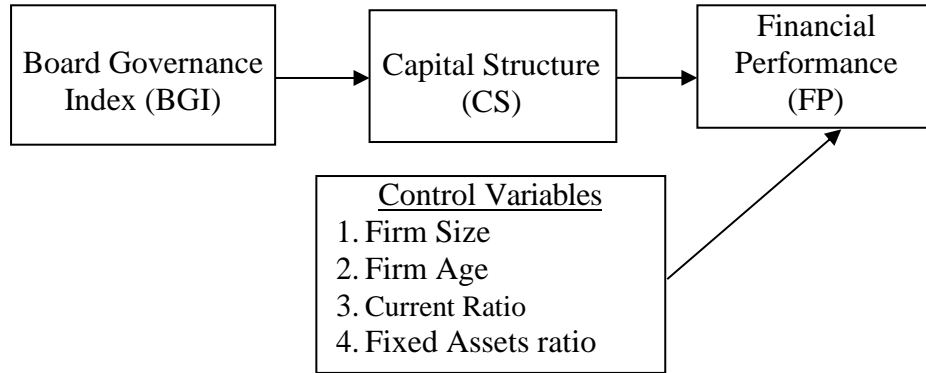 Board Governance
Index (BGI)
Capital Structure
(CS)
Financial
Performance
(FP)
Control Variables
1. Firm Size
2. Firm Age
3. Current Ratio
4. Fixed Assets ratio